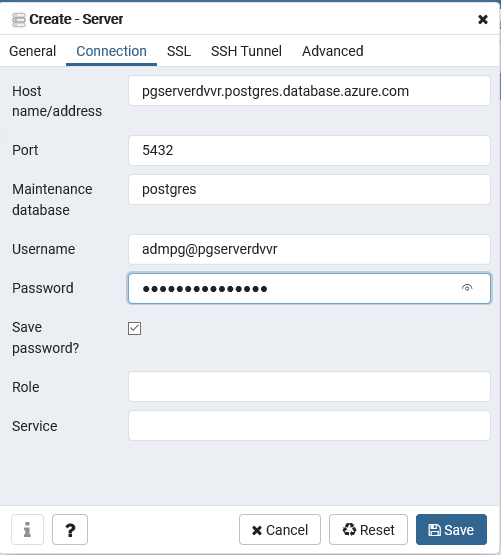 Create - Server
General Connection SSL SSH Tunnel Advanced
Host name/address pgserverdvvr.postgres.database.azure.com
Port 5432
Maintenance database postgres
Username admpg@pgserverdvvr
Password •••••••••••••••
Save password?
Role
Service
i ? Cancel Reset Save